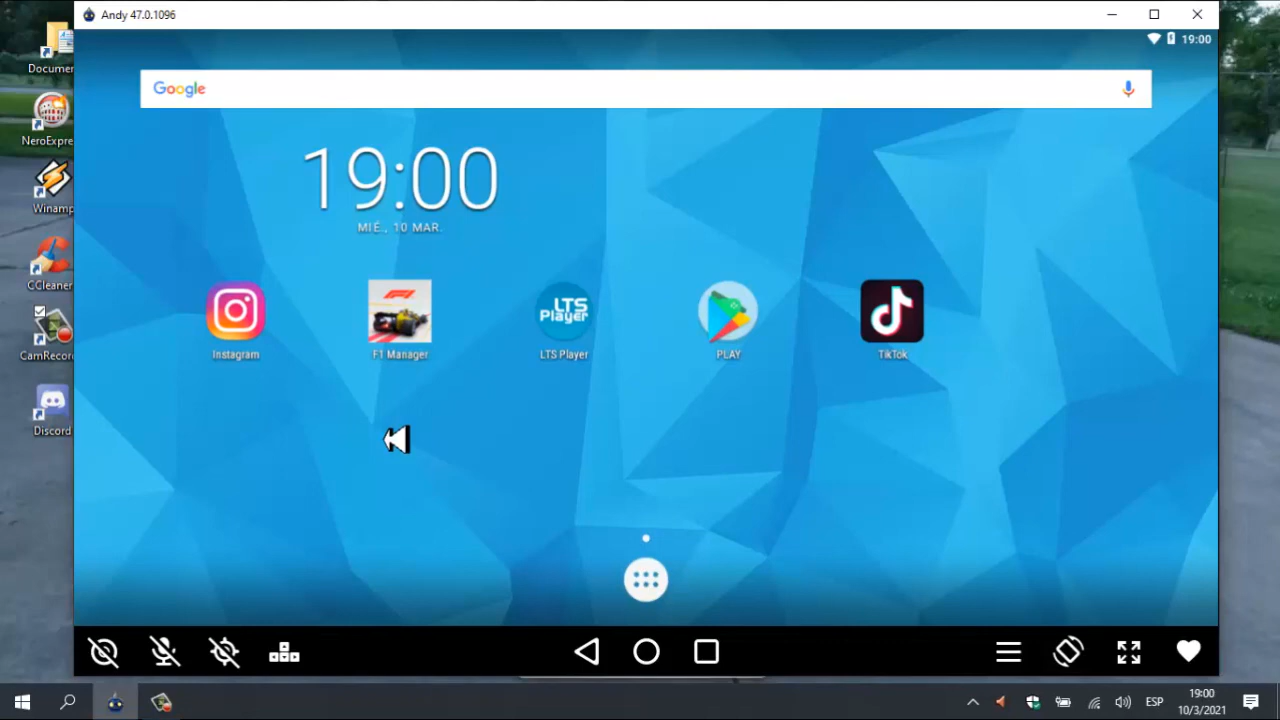 Andy 47.0.1096
19:00
Google
19:00
MIÉ., 10 MAR.
Instagram
F1 Manager
LTS Player
LTS Player
PLAY
TikTok
Documen
NeroExpre
Winamp
CCleaner
CamRecord
Discord
ESP
19:00
10/3/2021